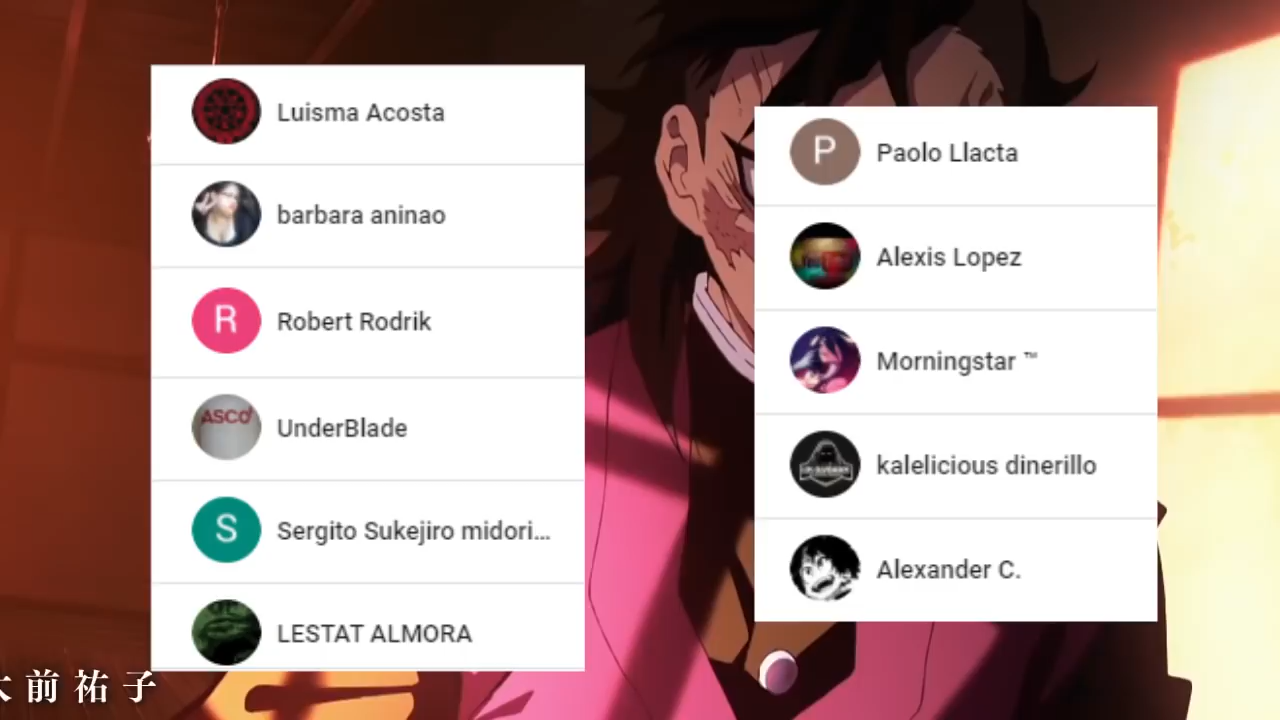 Luisma Acosta
barbara aninao
R
Robert Rodrik
ASCO
UnderBlade
S
Sergito Sukejiro midori...
LESTAT ALMORA
P
Paolo Llacta
Alexis Lopez
Morningstar ™
kalelicious dinerillo
Alexander C.
前祐子